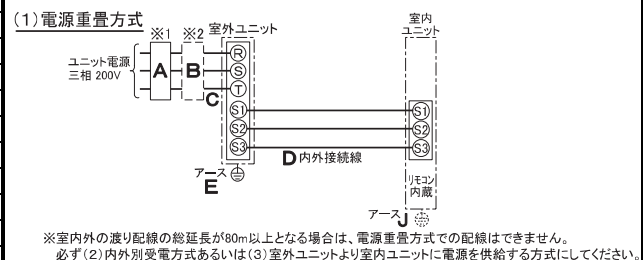 (1)電源重畳方式
※1 ※2 室外ユニット
室内
ユニット
ユニット電源
三相 200V
A
B
C
R
S
T
S1
S2
S3
S1
S2
S3
D 内外接続線
アース
E
リモコン
内蔵
アース J
※室内外の渡り配線の総延長が80m以上となる場合は、電源重畳方式での配線はできません。
必ず(2)内外別受電方式あるいは(3)室外ユニットより室内ユニットに電源を供給する方式にしてください。